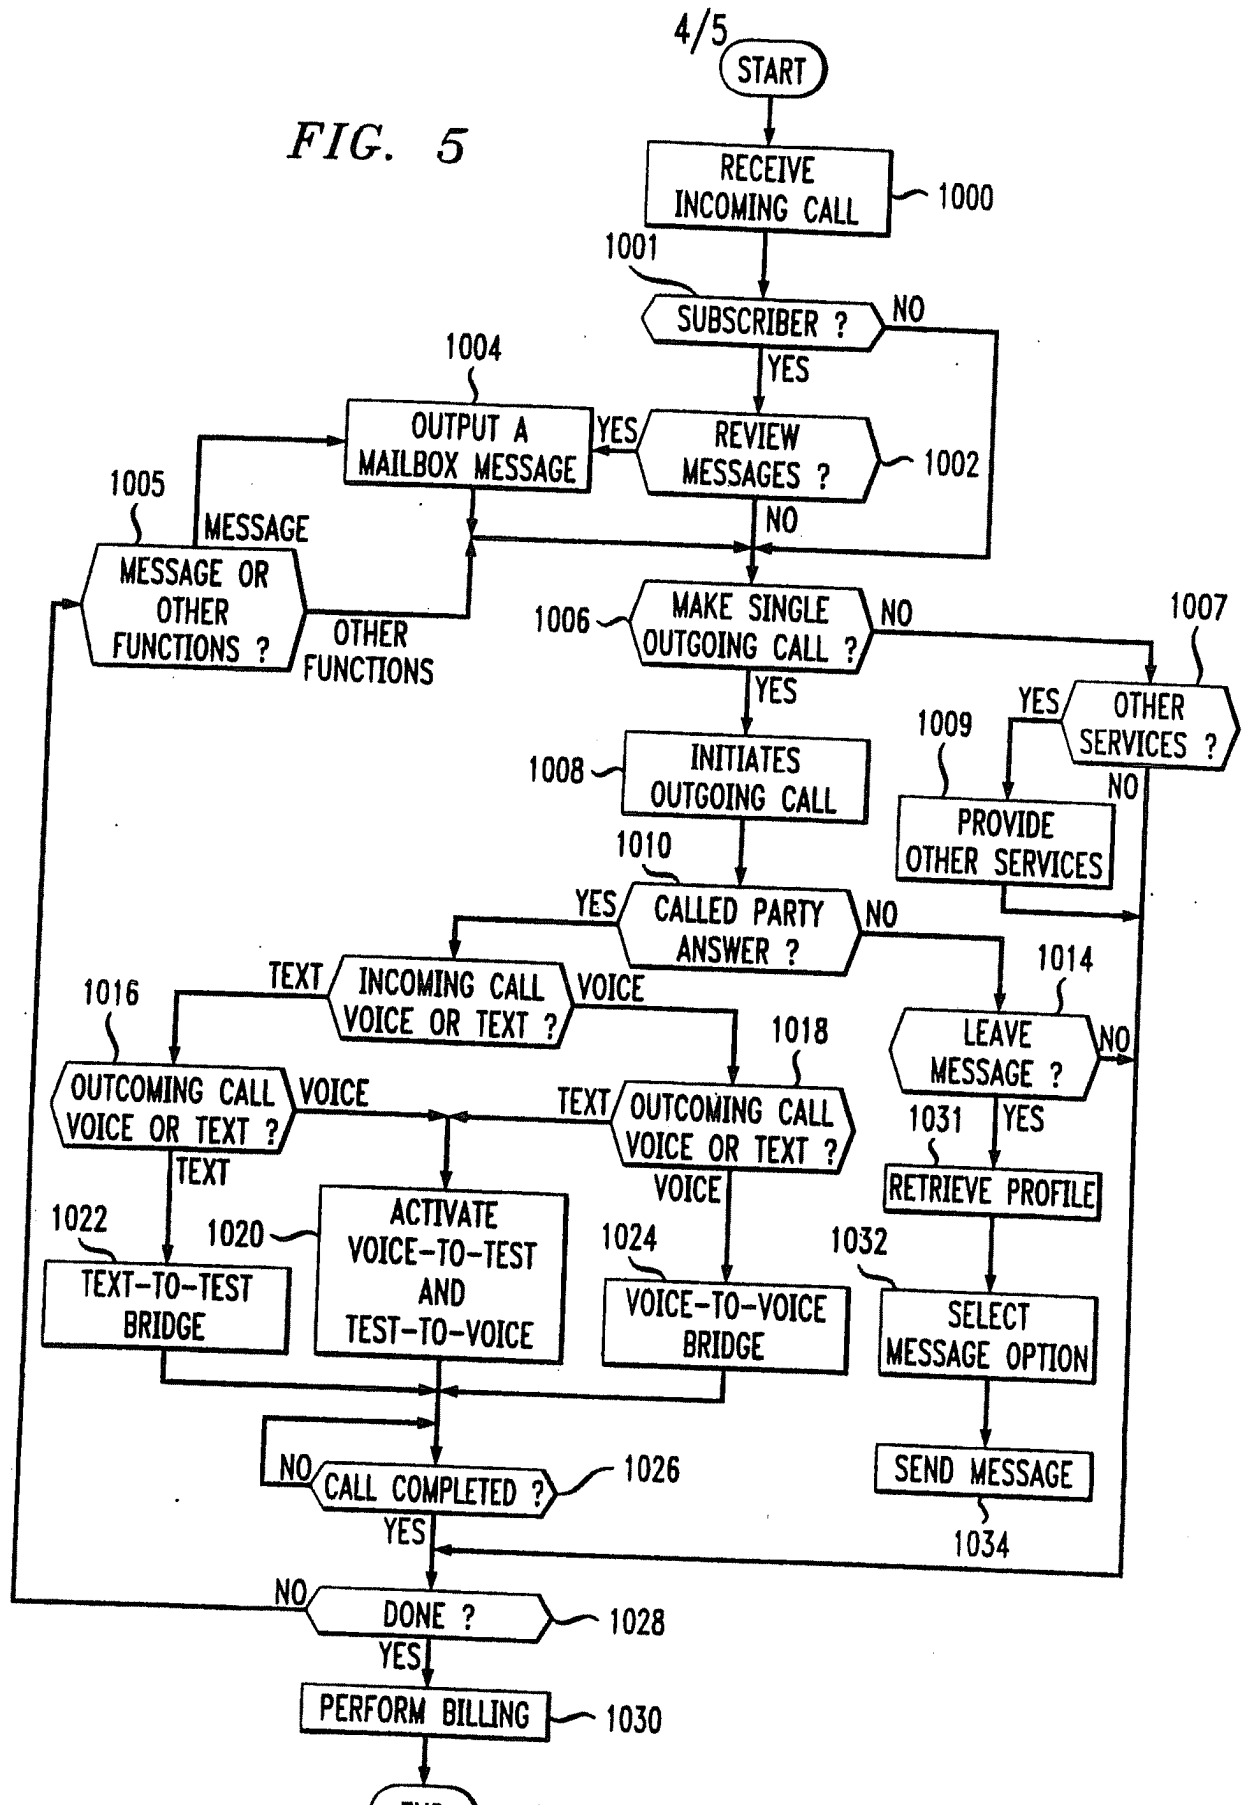 4/5
START
FIG. 5
RECEIVE
INCOMING CALL
1000
1001
SUBSCRIBER ?
NO
YES
1004
OUTPUT A
MAILBOX MESSAGE
YES
REVIEW
MESSAGES ?
1002
NO
1005
MESSAGE
MESSAGE OR
OTHER
FUNCTIONS ?
OTHER
FUNCTIONS
1006
MAKE SINGLE
OUTGOING CALL ?
NO
YES
1007
OTHER
SERVICES ?
YES
NO
1009
PROVIDE
OTHER SERVICES
1008
INITIATES
OUTGOING CALL
1010
CALLED PARTY
ANSWER ?
YES
NO
INCOMING CALL
VOICE OR TEXT ?
TEXT
VOICE
1014
LEAVE
MESSAGE ?
NO
YES
1016
OUTCOMING CALL
VOICE OR TEXT ?
VOICE
TEXT
1018
OUTCOMING CALL
VOICE OR TEXT ?
TEXT
VOICE
1031
RETRIEVE PROFILE
1022
TEXT-TO-TEST
BRIDGE
1020
ACTIVATE
VOICE-TO-TEST
AND
TEST-TO-VOICE
1024
VOICE-TO-VOICE
BRIDGE
1032
SELECT
MESSAGE OPTION
SEND MESSAGE
1034
NO
CALL COMPLETED ?
1026
YES
NO
DONE ?
1028
YES
PERFORM BILLING
1030